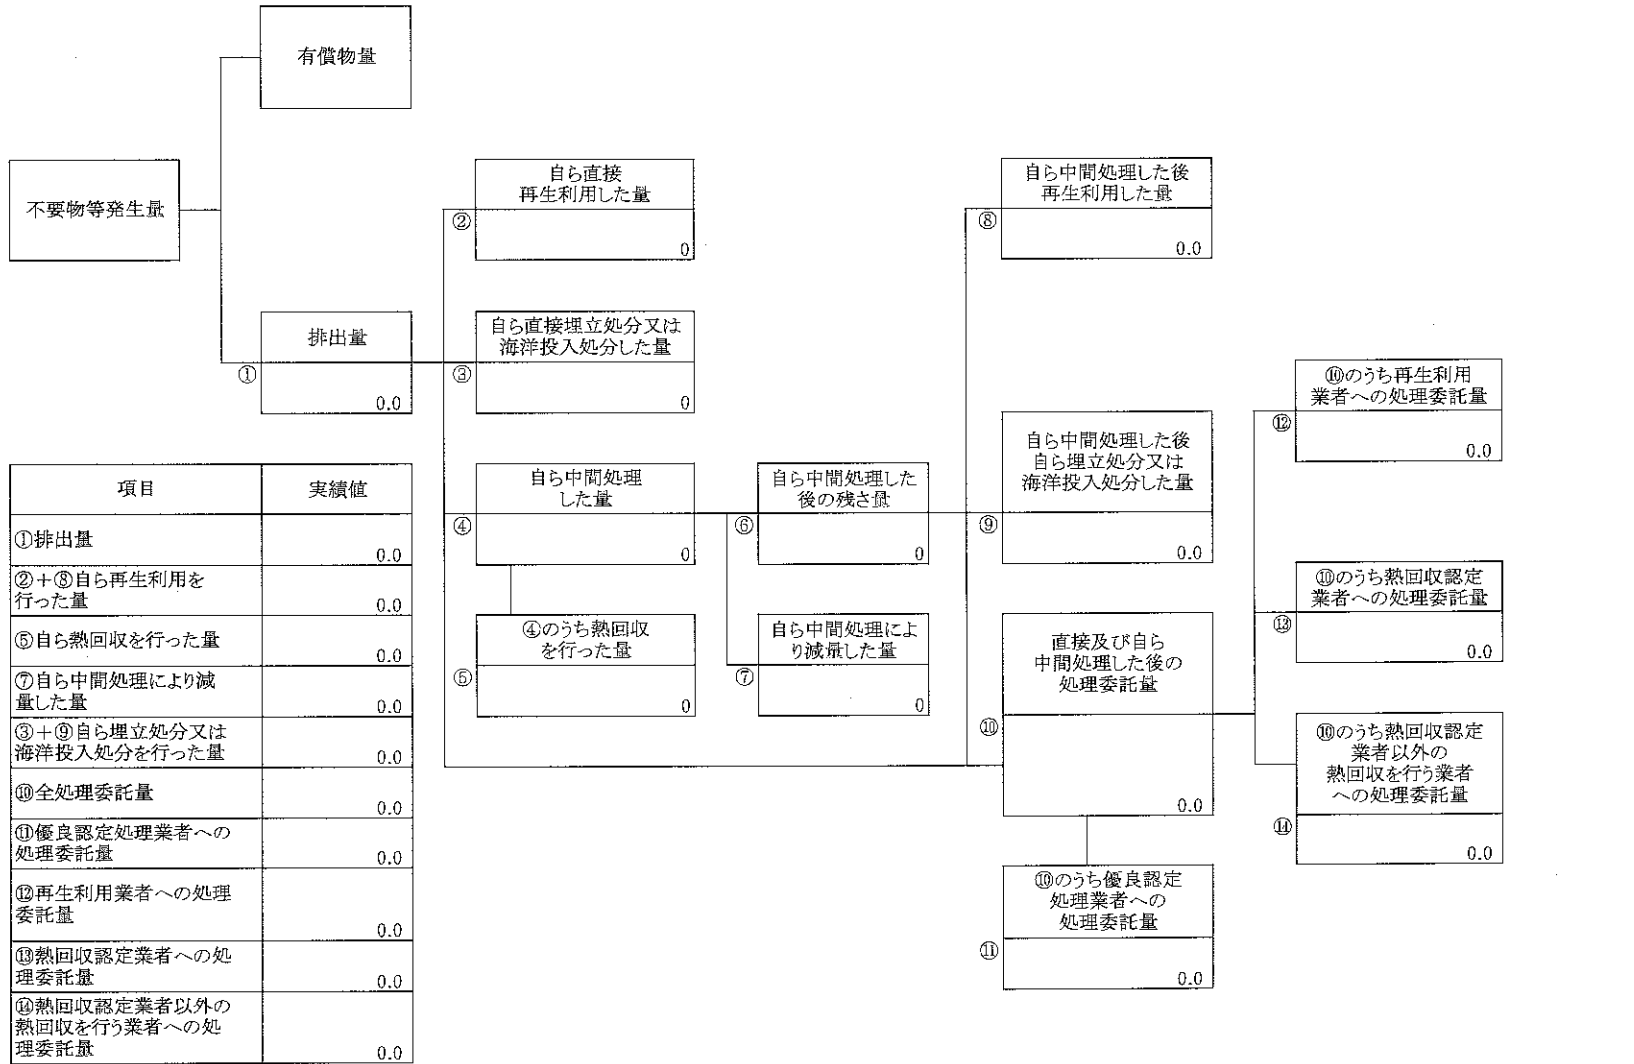 有償物量
不要物等発生量
排出量
①
0.0
自ら直接
再生利用した量
②
0
自ら直接埋立処分又は
海洋投入処分した量
③
0
自ら中間処理
した量
④
0
④のうち熱回収
を行った量
⑤
0
自ら中間処理した
後の残さ量
⑥
0
自ら中間処理によ
り減量した量
⑦
0
自ら中間処理した後
再生利用した量
⑧
0.0
自ら中間処理した後
自ら埋立処分又は
海洋投入処分した量
⑨
0.0
直接及び自ら
中間処理した後の
処理委託量
⑩
0.0
⑩のうち優良認定
処理業者への
処理委託量
⑪
0.0
⑩のうち再生利用
業者への処理委託量
⑫
0.0
⑩のうち熱回収認定
業者への処理委託量
⑬
0.0
⑩のうち熱回収認定
業者以外の
熱回収を行う業者
への処理委託量
⑭
0.0
項目 実績値
①排出量
0.0
②+⑧自ら再生利用を
行った量 0.0
⑤自ら熱回収を行った量
0.0
⑦自ら中間処理により減
量した量 0.0
③+⑨自ら埋立処分又は
海洋投入処分を行った量 0.0
⑩全処理委託量
0.0
⑪優良認定処理業者への
処理委託量 0.0
⑫再生利用業者への処理
委託量
0.0
⑬熱回収認定業者への処
理委託量 0.0
⑭熱回収認定業者以外の
熱回収を行う業者への処
理委託量 0.0